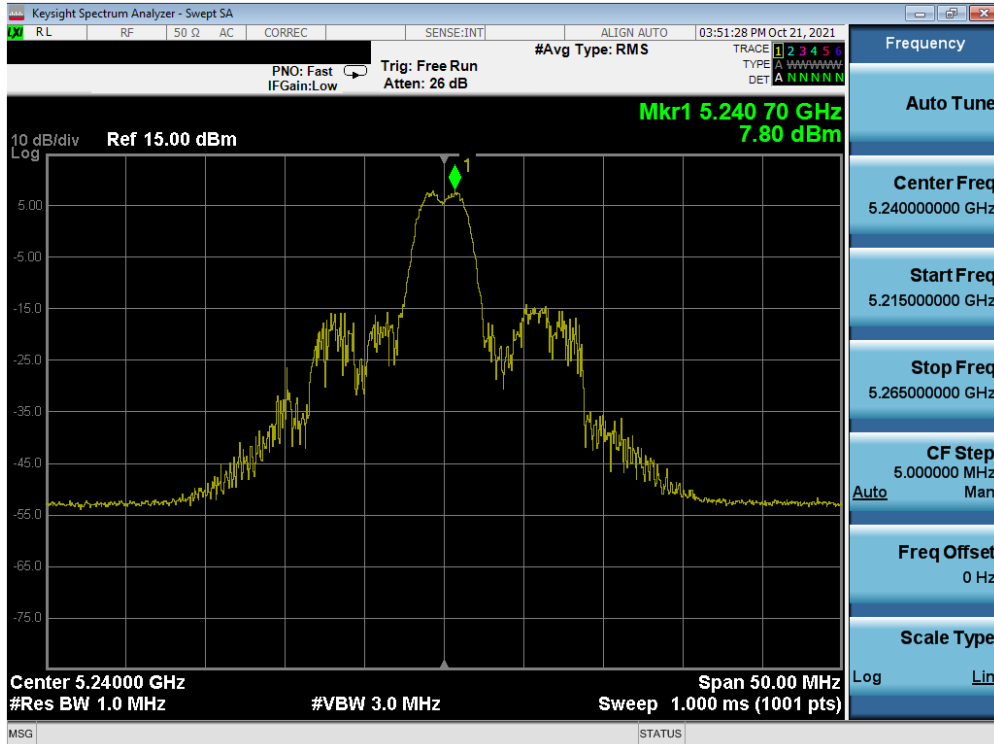 Keysight Spectrum Analyzer - Swept SA
LXI RL RF 50 Ω AC CORREC SENSE:INT ALIGN AUTO 03:51:28 PM Oct 21, 2021
#Avg Type: RMS
TRACE 1 2 3 4 5 6
PNO: Fast
IFGain:Low
Trig: Free Run
Atten: 26 dB
TYPE A WWWWW
DET A N N N N N
Mkr1 5.240 70 GHz
7.80 dBm
10 dB/div
Log
Ref 15.00 dBm
1
5.00
-5.00
-15.0
-25.0
-35.0
-45.0
-55.0
-65.0
-75.0
Center 5.24000 GHz
Span 50.00 MHz
#Res BW 1.0 MHz
#VBW 3.0 MHz
Sweep 1.000 ms (1001 pts)
MSG
STATUS
Frequency
Auto Tune
Center Freq
5.240000000 GHz
Start Freq
5.215000000 GHz
Stop Freq
5.265000000 GHz
CF Step
5.000000 MHz
Auto Man
Freq Offset
0 Hz
Scale Type
Log Lin